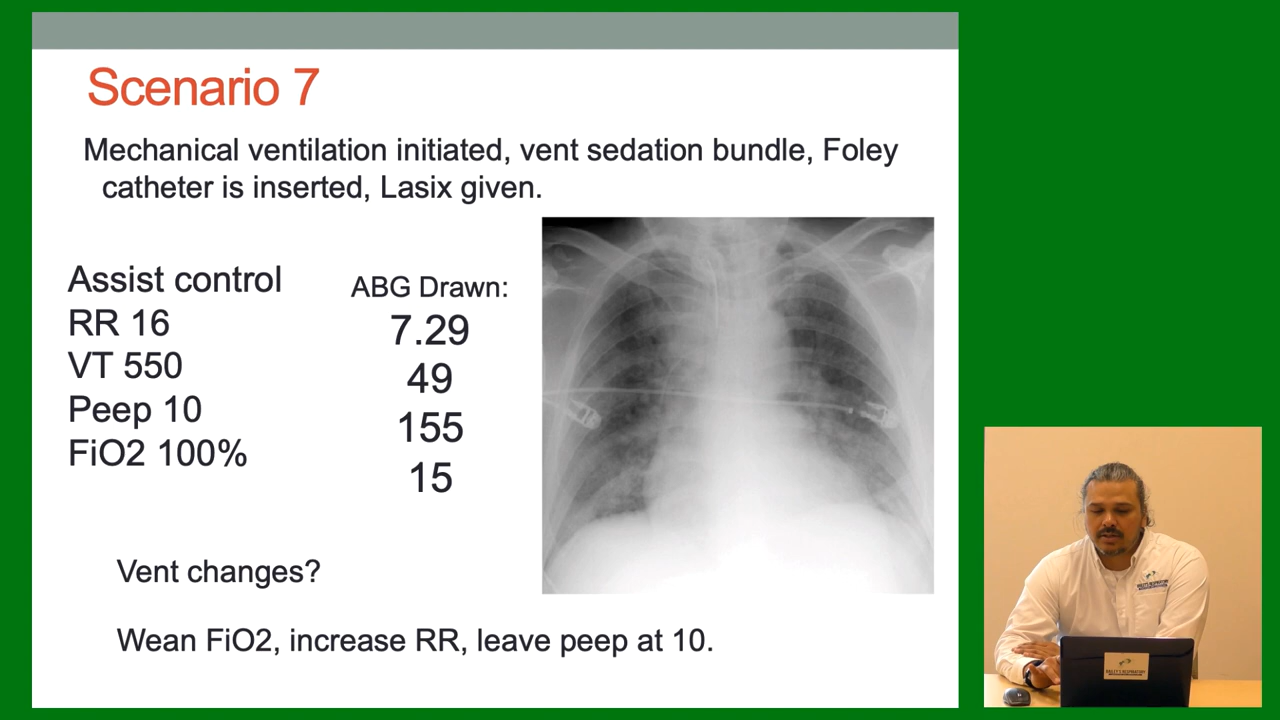 Scenario 7
Mechanical ventilation initiated, vent sedation bundle, Foley
catheter is inserted, Lasix given.
Assist control
RR 16
VT 550
Peep 10
FiO2 100%
ABG Drawn:
7.29
49
155
15
Vent changes?
Wean FiO2, increase RR, leave peep at 10.